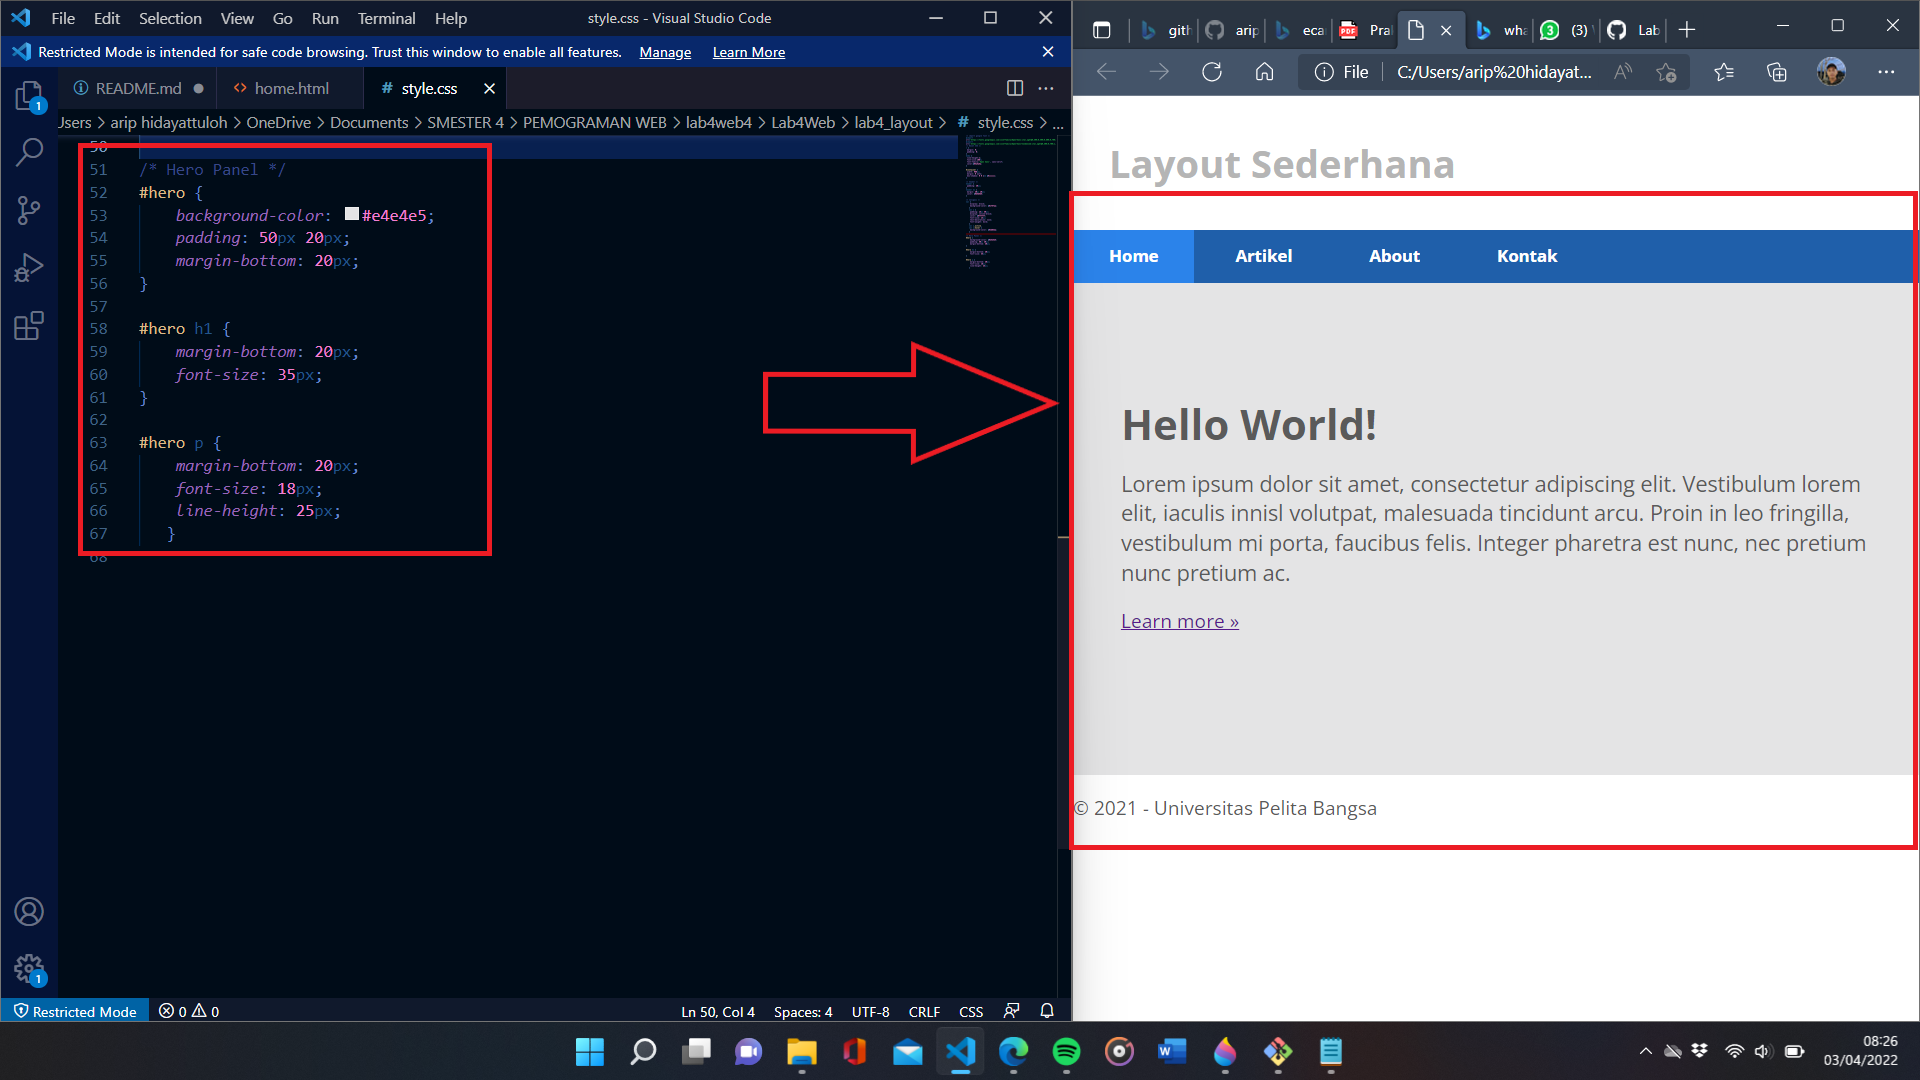 File Edit Selection View Go Run Terminal Help
style.css - Visual Studio Code
Restricted Mode is intended for safe code browsing. Trust this window to enable all features. Manage Learn More
README.md
home.html
# style.css
Users > arip hidayattuloh > OneDrive > Documents > SMESTER 4 > PEMOGRAMAN WEB > lab4web4 > Lab4Web > lab4_layout > # style.css > ...
50
51 /* Hero Panel */
52 #hero {
53 background-color: #e4e4e5;
54 padding: 50px 20px;
55 margin-bottom: 20px;
56 }
57
58 #hero h1 {
59 margin-bottom: 20px;
60 font-size: 35px;
61 }
62
63 #hero p {
64 margin-bottom: 20px;
65 font-size: 18px;
66 line-height: 25px;
67 }
68
1
1
Restricted Mode 0 0
Ln 50, Col 4 Spaces: 4 UTF-8 CRLF CSS
gith arip eca PDF Pral wha 3 (3) Lab
File C:/Users/arip%20hidayat...
Layout Sederhana
Home Artikel About Kontak
Hello World!
Lorem ipsum dolor sit amet, consectetur adipiscing elit. Vestibulum lorem
elit, iaculis innisl volutpat, malesuada tincidunt arcu. Proin in leo fringilla,
vestibulum mi porta, faucibus felis. Integer pharetra est nunc, nec pretium
nunc pretium ac.
Learn more »
© 2021 - Universitas Pelita Bangsa
08:26
03/04/2022